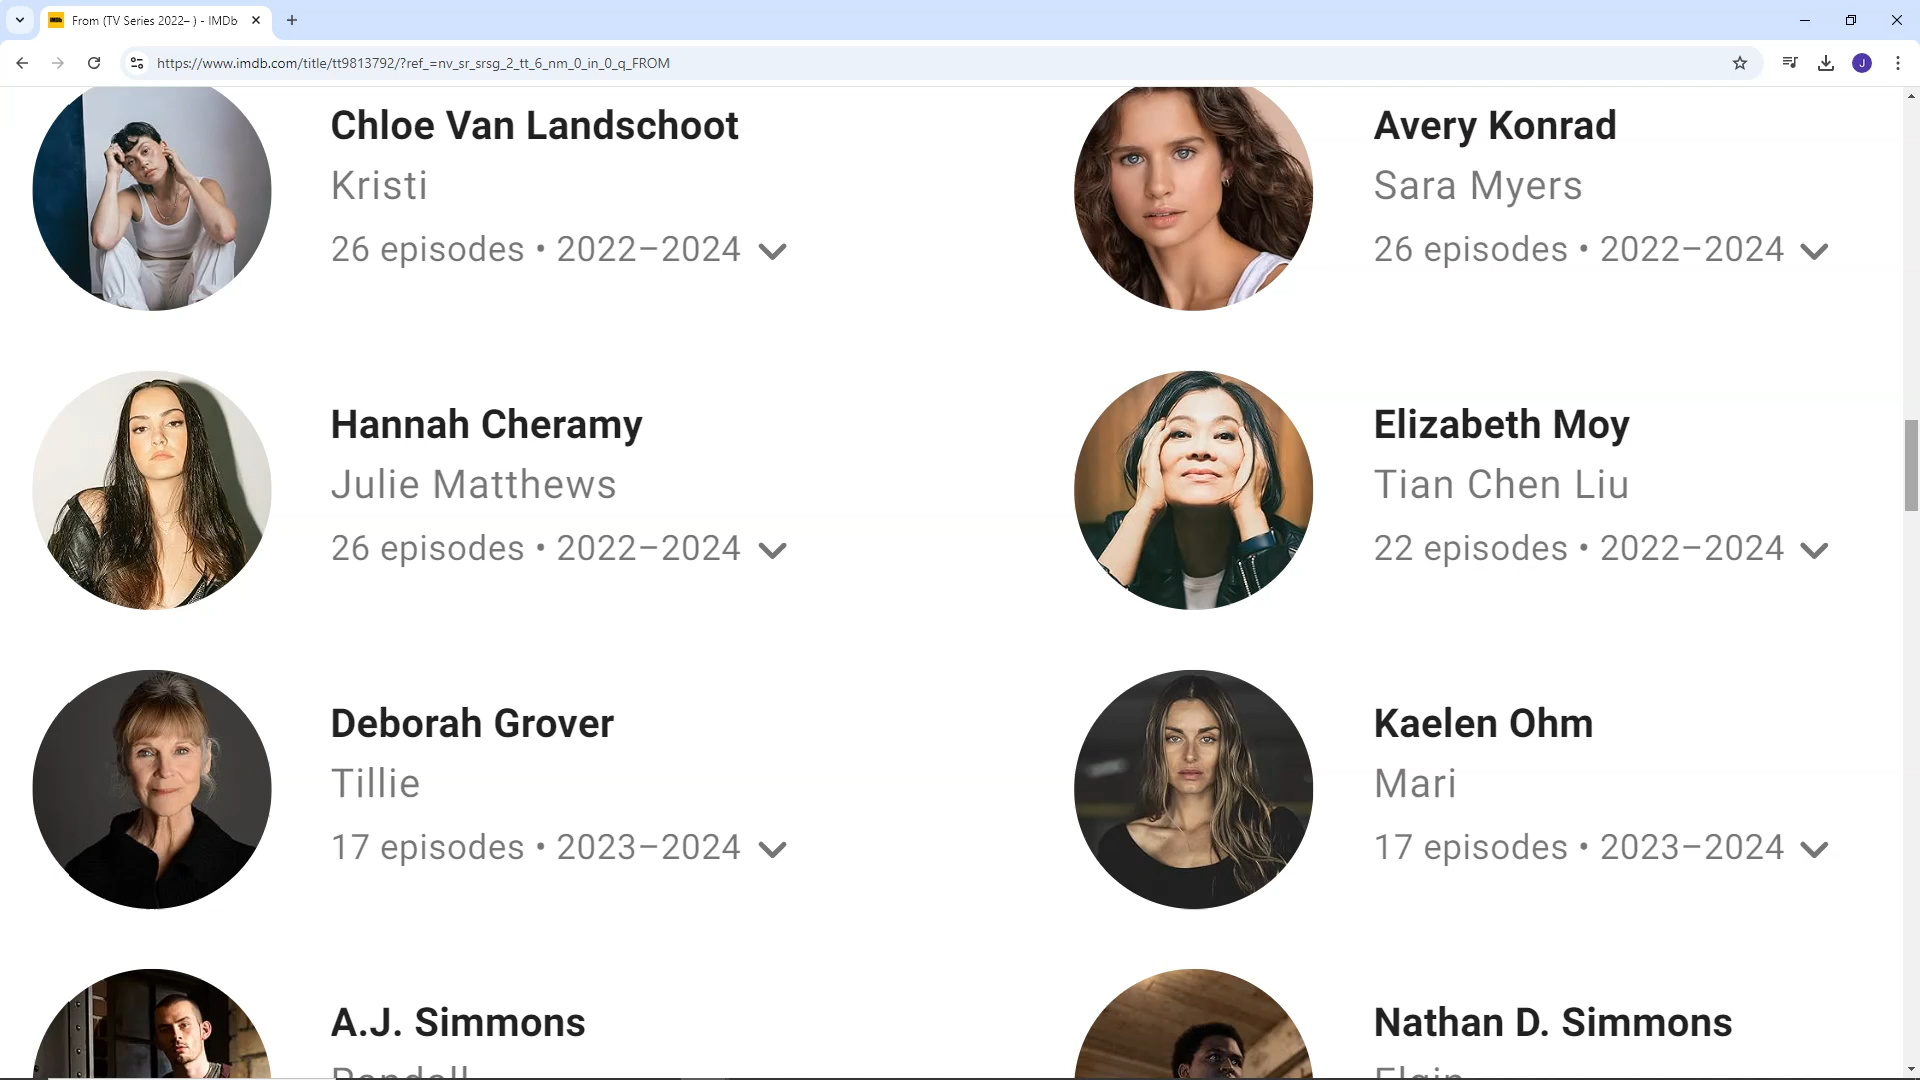 From (TV Series 2022– ) - IMDb
https://www.imdb.com/title/tt9813792/?ref_=nv_sr_srsg_2_tt_6_nm_0_in_0_q_FROM
J
Chloe Van Landschoot
Kristi
26 episodes • 2022–2024
Avery Konrad
Sara Myers
26 episodes • 2022–2024
Hannah Cheramy
Julie Matthews
26 episodes • 2022–2024
Elizabeth Moy
Tian Chen Liu
22 episodes • 2022–2024
Deborah Grover
Tillie
17 episodes • 2023–2024
Kaelen Ohm
Mari
17 episodes • 2023–2024
A.J. Simmons
Randall
Nathan D. Simmons
Elgin